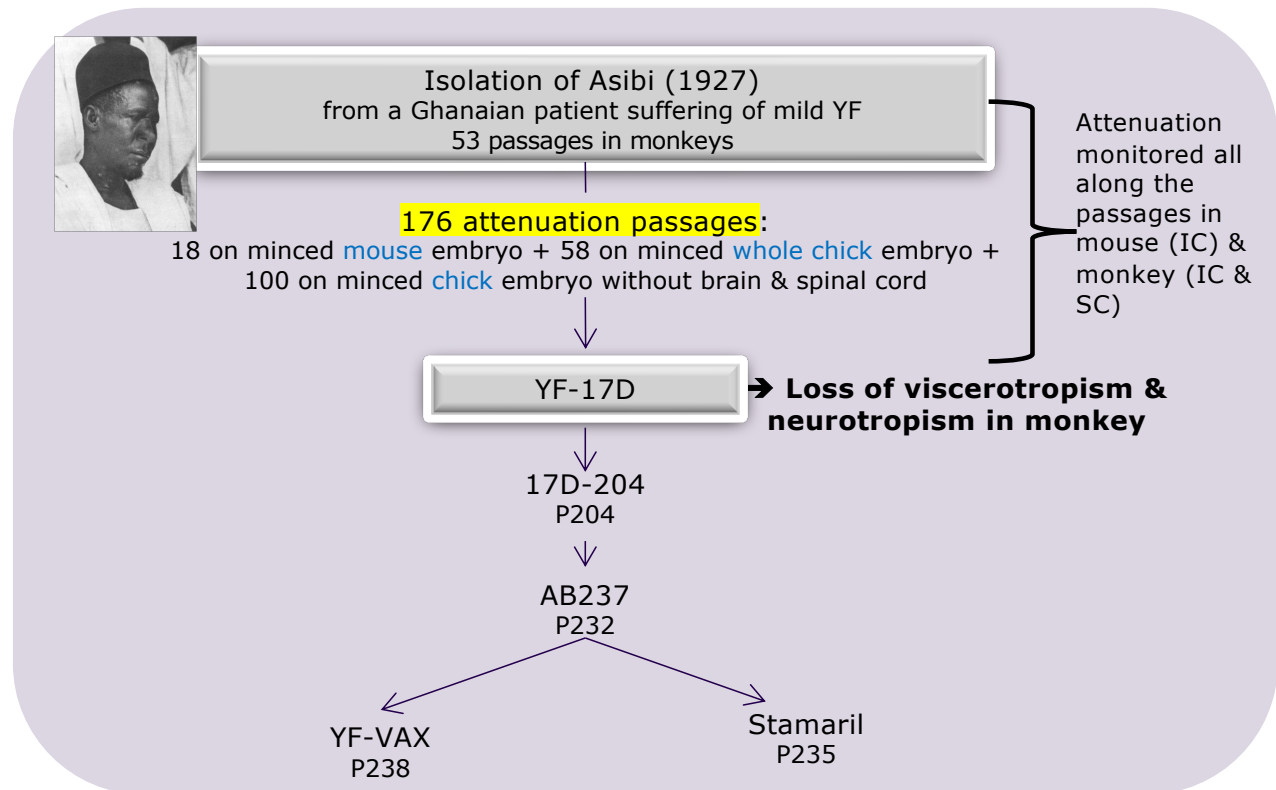 Isolation of Asibi (1927)
from a Ghanaian patient suffering of mild YF
53 passages in monkeys
Attenuation
monitored all
along the
passages in
mouse (IC) &
monkey (IC &
SC)
176 attenuation passages:
18 on minced mouse embryo + 58 on minced whole chick embryo +
100 on minced chick embryo without brain & spinal cord
YF-17D
➔ Loss of viscerotropism &
neurotropism in monkey
17D-204
P204
AB237
P232
YF-VAX
P238
Stamaril
P235